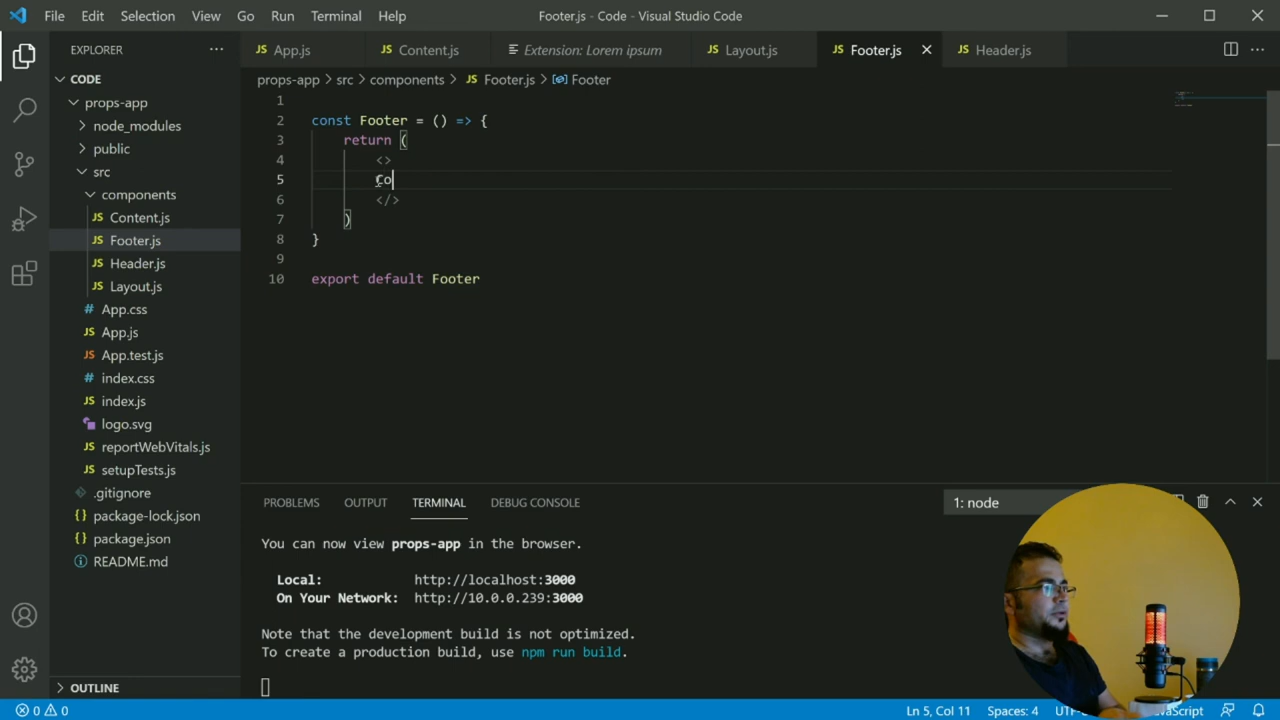 File Edit Selection View Go Run Terminal Help Footer.js - Code - Visual Studio Code
EXPLORER
App.js Content.js Extension: Lorem ipsum Layout.js Footer.js Header.js
CODE
props-app > src > components > JS Footer.js > Footer
props-app
node_modules
public
src
components
JS Content.js
JS Footer.js
JS Header.js
JS Layout.js
# App.css
JS App.js
JS App.test.js
# index.css
JS index.js
logo.svg
JS reportWebVitals.js
JS setupTests.js
.gitignore
{} package-lock.json
{} package.json
README.md
OUTLINE
1
2 const Footer = () => {
3 return (
4 <>
5 Co
6 </>
7 )
8 }
9
10 export default Footer
PROBLEMS OUTPUT TERMINAL DEBUG CONSOLE 1: node
You can now view props-app in the browser.
Local: http://localhost:3000
On Your Network: http://10.0.0.239:3000
Note that the development build is not optimized.
To create a production build, use npm run build.
0 0 Ln 5, Col 11 Spaces: 4